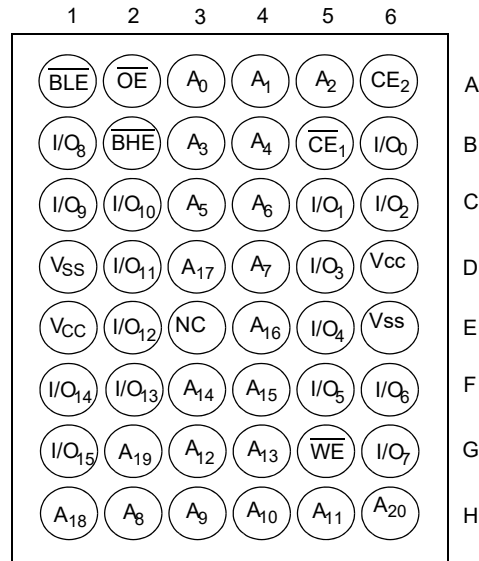 1 2 3 4 5 6
BLE OE A0 A1 A2 CE2 A
I/O8 BHE A3 A4 CE1 I/O0 B
I/O9 I/O10 A5 A6 I/O1 I/O2 C
VSS I/O11 A17 A7 I/O3 Vcc D
VCC I/O12 NC A16 I/O4 Vss E
I/O14 I/O13 A14 A15 I/O5 I/O6 F
I/O15 A19 A12 A13 WE I/O7 G
A18 A8 A9 A10 A11 A20 H